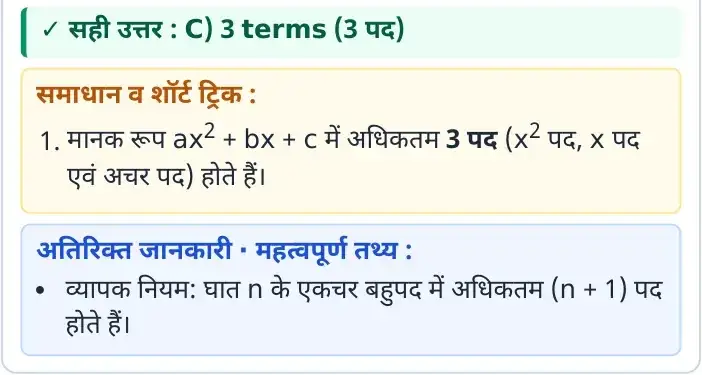 ✓ सही उत्तर : C) 3 terms (3 पद)
समाधान व शॉर्ट ट्रिक :
1. मानक रूप ax² + bx + c में अधिकतम 3 पद (x² पद, x पद
एवं अचर पद) होते हैं।
अतिरिक्त जानकारी · महत्वपूर्ण तथ्य :
• व्यापक नियम: घात n के एकचर बहुपद में अधिकतम (n + 1) पद
होते हैं।